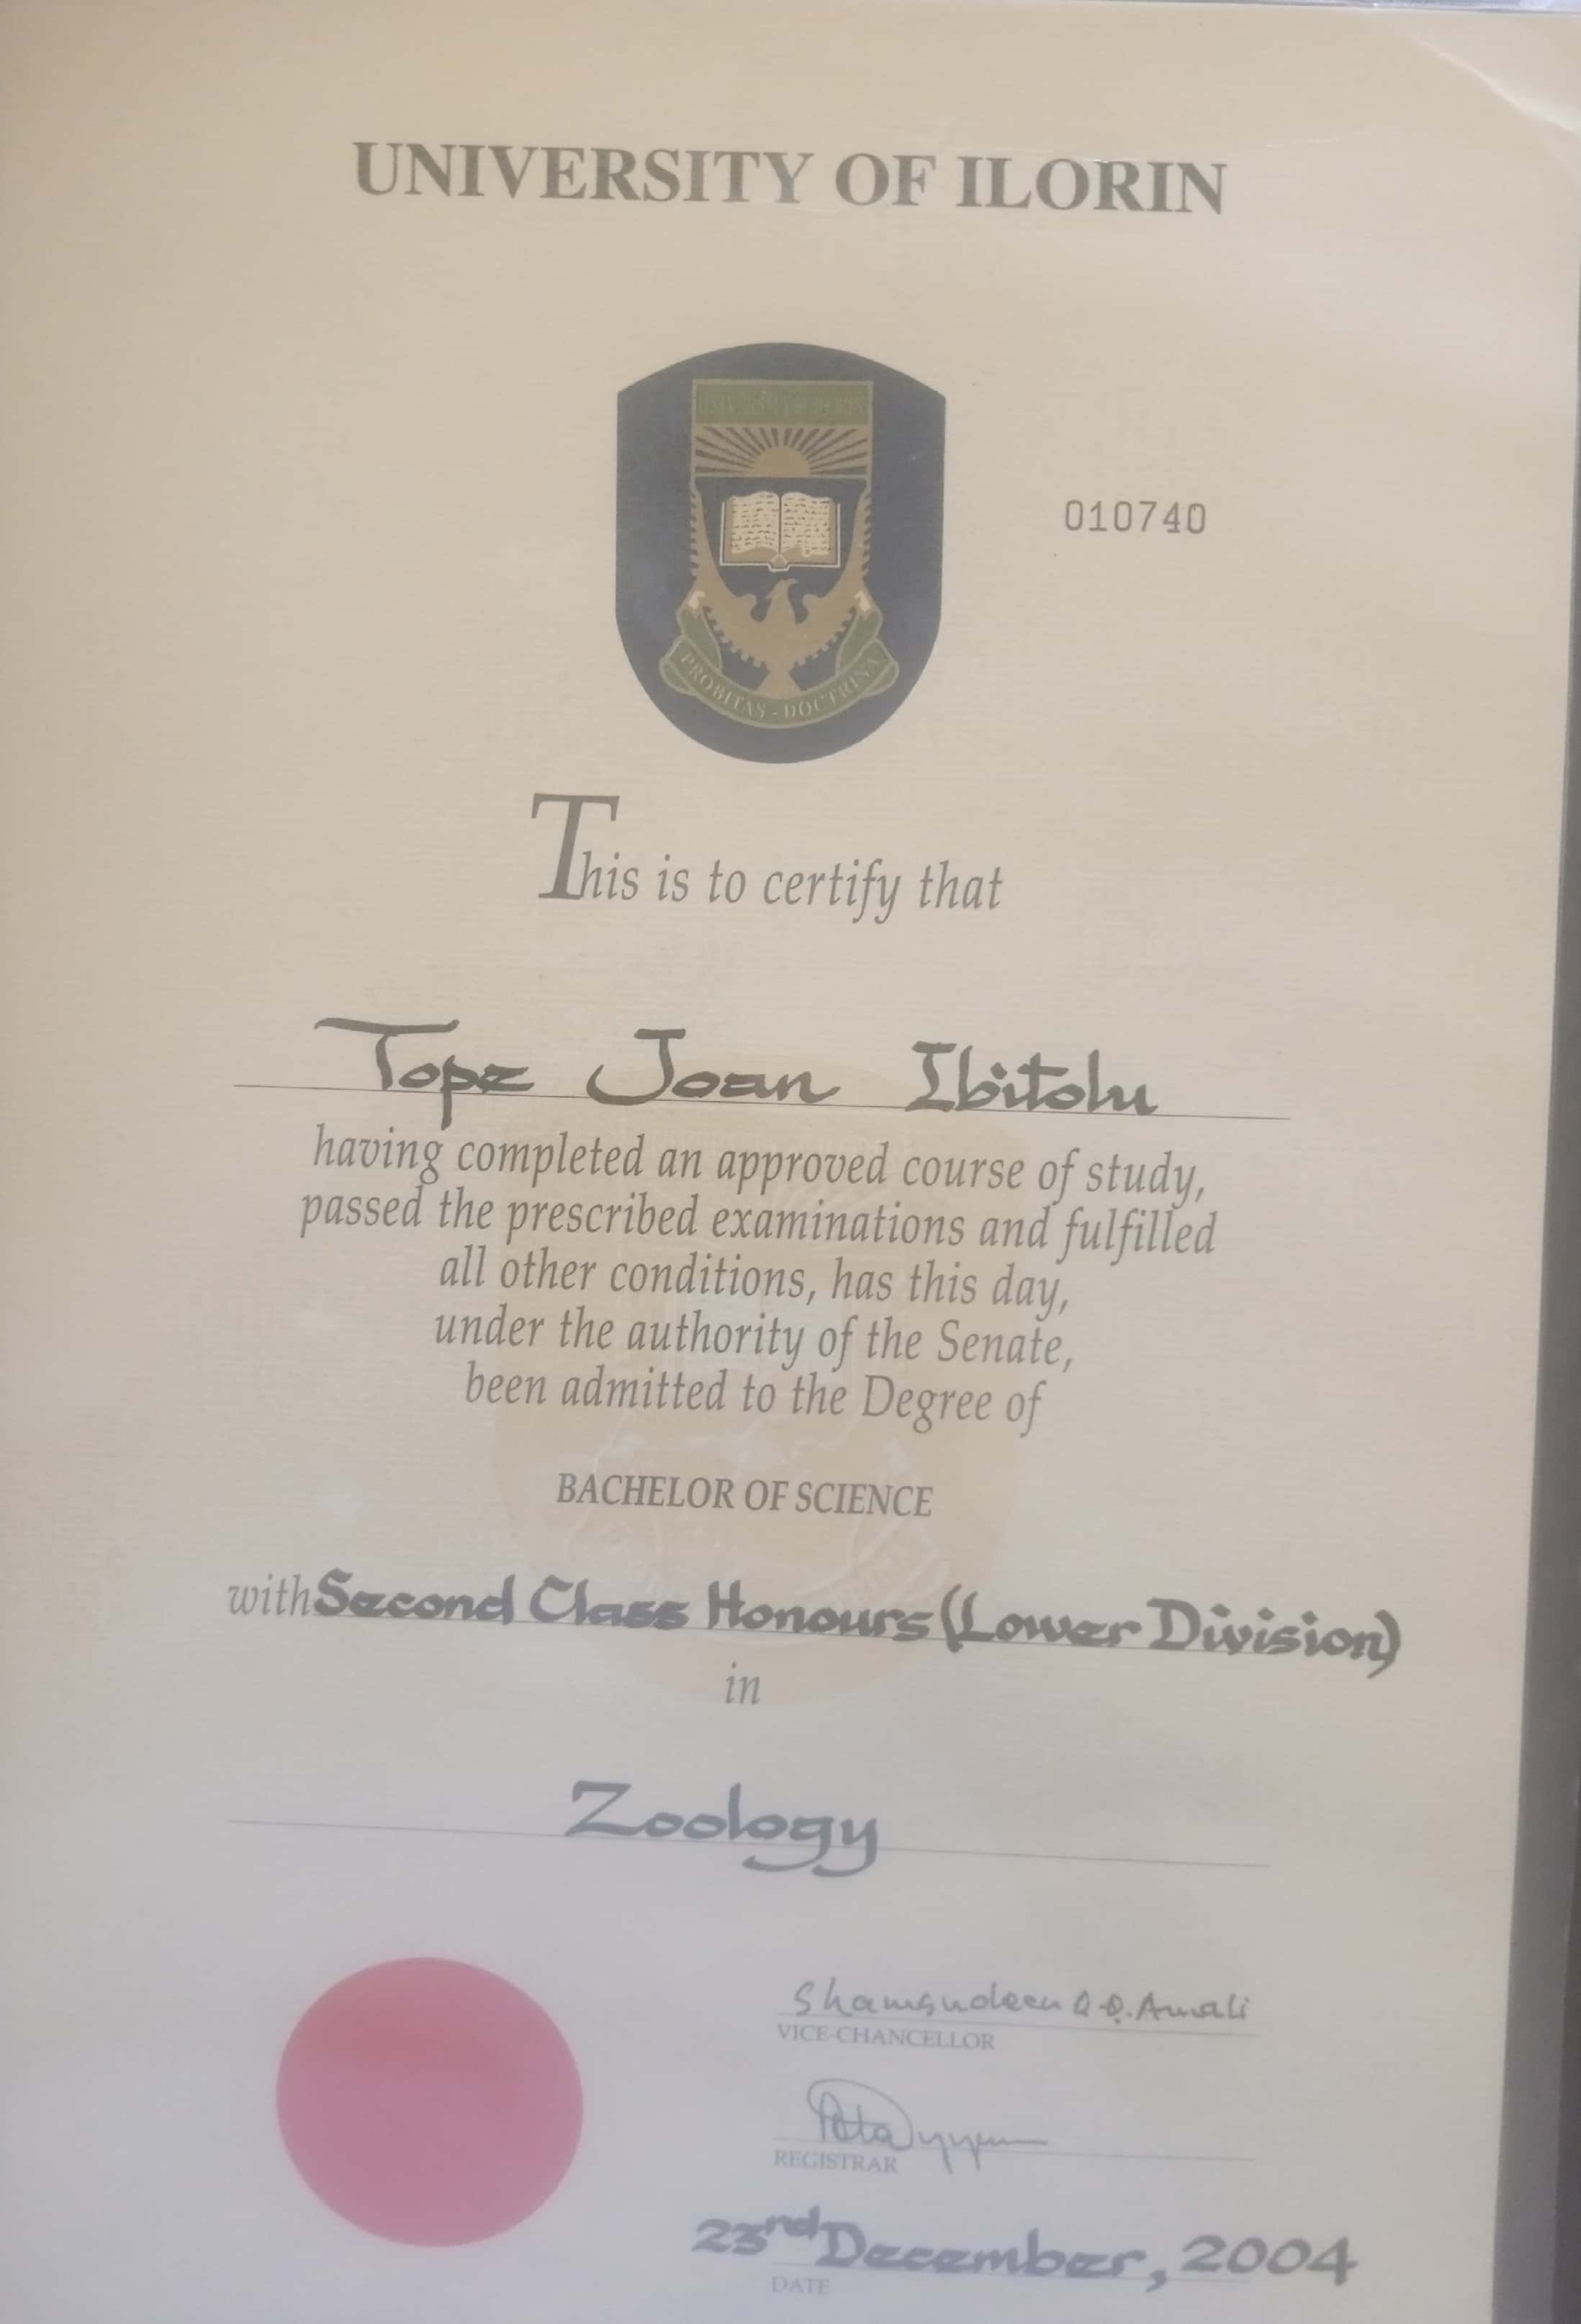 UNIVERSITY OF ILORIN
UNIVERSITY OF ILORIN
010740
PROBITAS - DOCTRINA
This is to certify that
Tope Joan Ibitolu
having completed an approved course of study,
passed the prescribed examinations and fulfilled
all other conditions, has this day,
under the authority of the Senate,
been admitted to the Degree of
BACHELOR OF SCIENCE
with Second Class Honours (Lower Division)
in
Zoology
Shamsudeen O.O. Amali
VICE-CHANCELLOR
REGISTRAR
23rd December, 2004
DATE